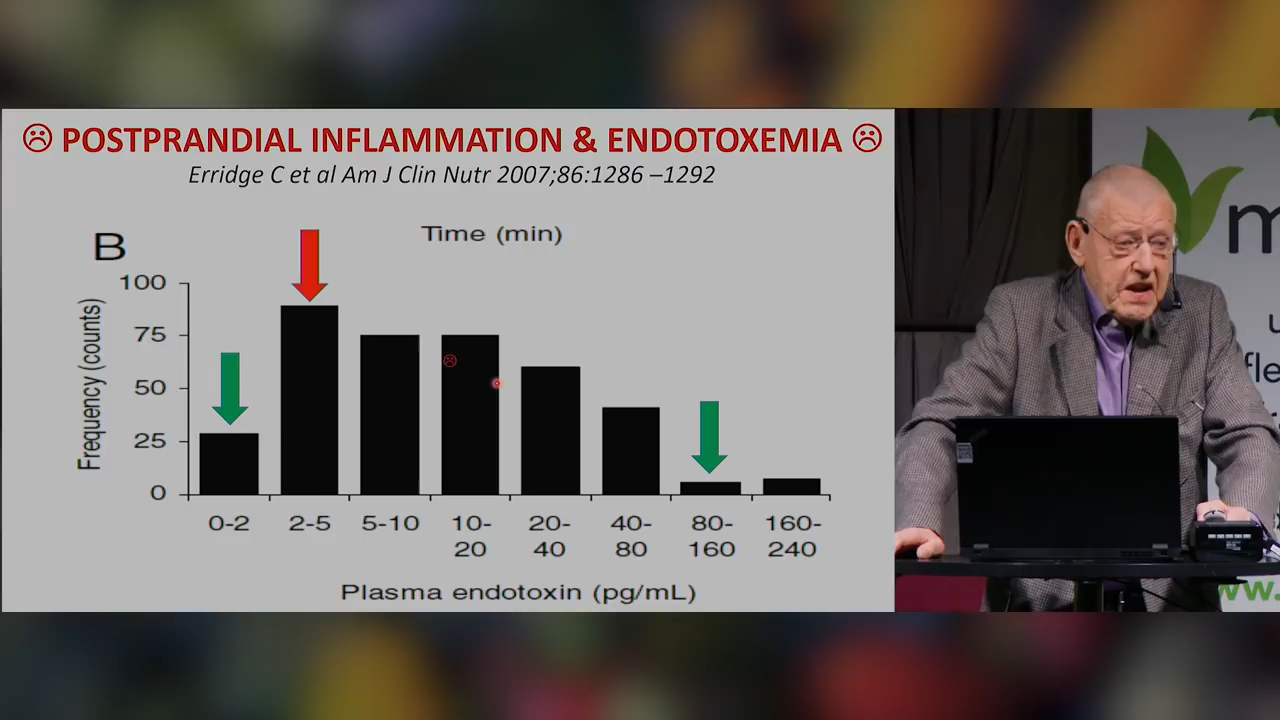 ☹ POSTPRANDIAL INFLAMMATION & ENDOTOXEMIA ☹
Erridge C et al Am J Clin Nutr 2007;86:1286 –1292
B
Time (min)
Frequency (counts)
100
75
50
25
0
0-2 2-5 5-10 10-20 20-40 40-80 80-160 160-240
Plasma endotoxin (pg/mL)
m